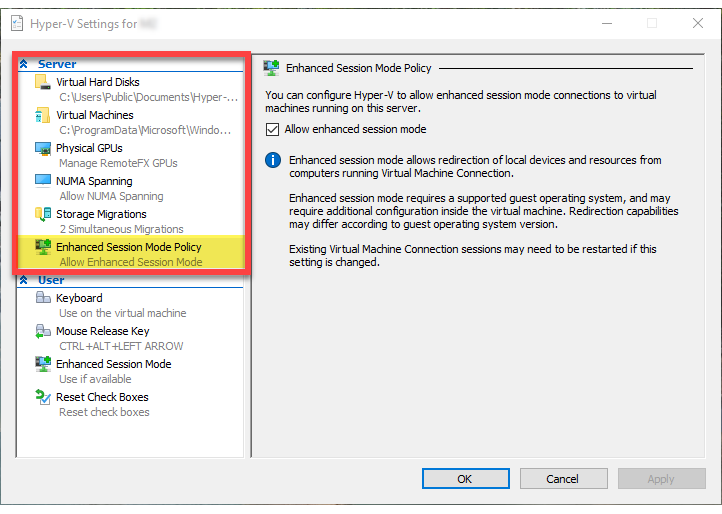 Hyper-V Settings for
Server
Virtual Hard Disks
C:\Users\Public\Documents\Hyper-...
Virtual Machines
C:\ProgramData\Microsoft\Windo...
Physical GPUs
Manage RemoteFX GPUs
NUMA Spanning
Allow NUMA Spanning
Storage Migrations
2 Simultaneous Migrations
Enhanced Session Mode Policy
Allow Enhanced Session Mode
User
Keyboard
Use on the virtual machine
Mouse Release Key
CTRL+ALT+LEFT ARROW
Enhanced Session Mode
Use if available
Reset Check Boxes
Reset check boxes
Enhanced Session Mode Policy
You can configure Hyper-V to allow enhanced session mode connections to virtual
machines running on this server.
Allow enhanced session mode
Enhanced session mode allows redirection of local devices and resources from
computers running Virtual Machine Connection.
Enhanced session mode requires a supported guest operating system, and may
require additional configuration inside the virtual machine. Redirection capabilities
may differ according to guest operating system version.
Existing Virtual Machine Connection sessions may need to be restarted if this
setting is changed.
OK
Cancel
Apply